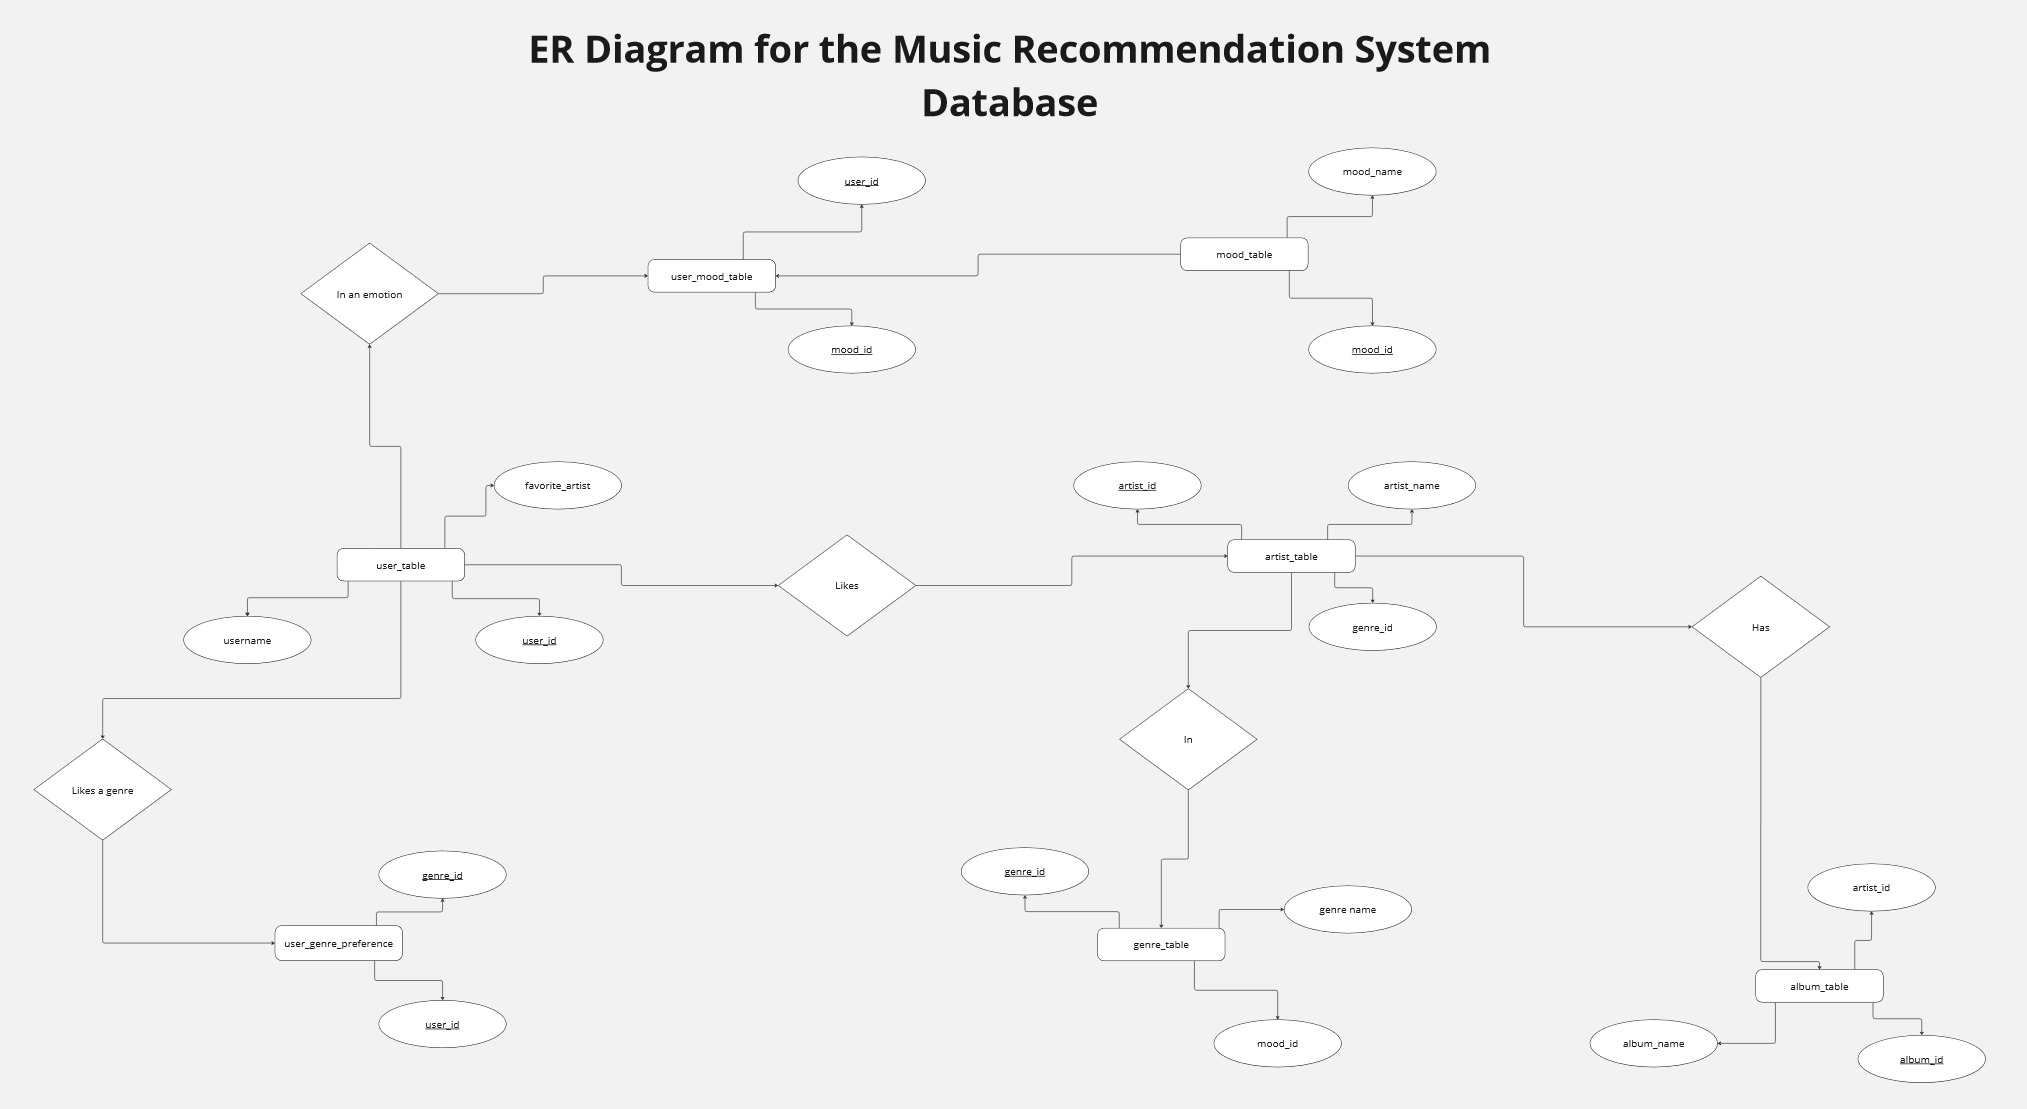 ER Diagram for the Music Recommendation System
Database
user_id
mood_name
mood_table
user_mood_table
In an emotion
mood_id
mood_id
favorite_artist
artist_id
artist_name
user_table
artist_table
Likes
genre_id
Has
username
user_id
In
Likes a genre
genre_id
genre_id
artist_id
genre name
user_genre_preference
genre_table
album_table
user_id
mood_id
album_name
album_id